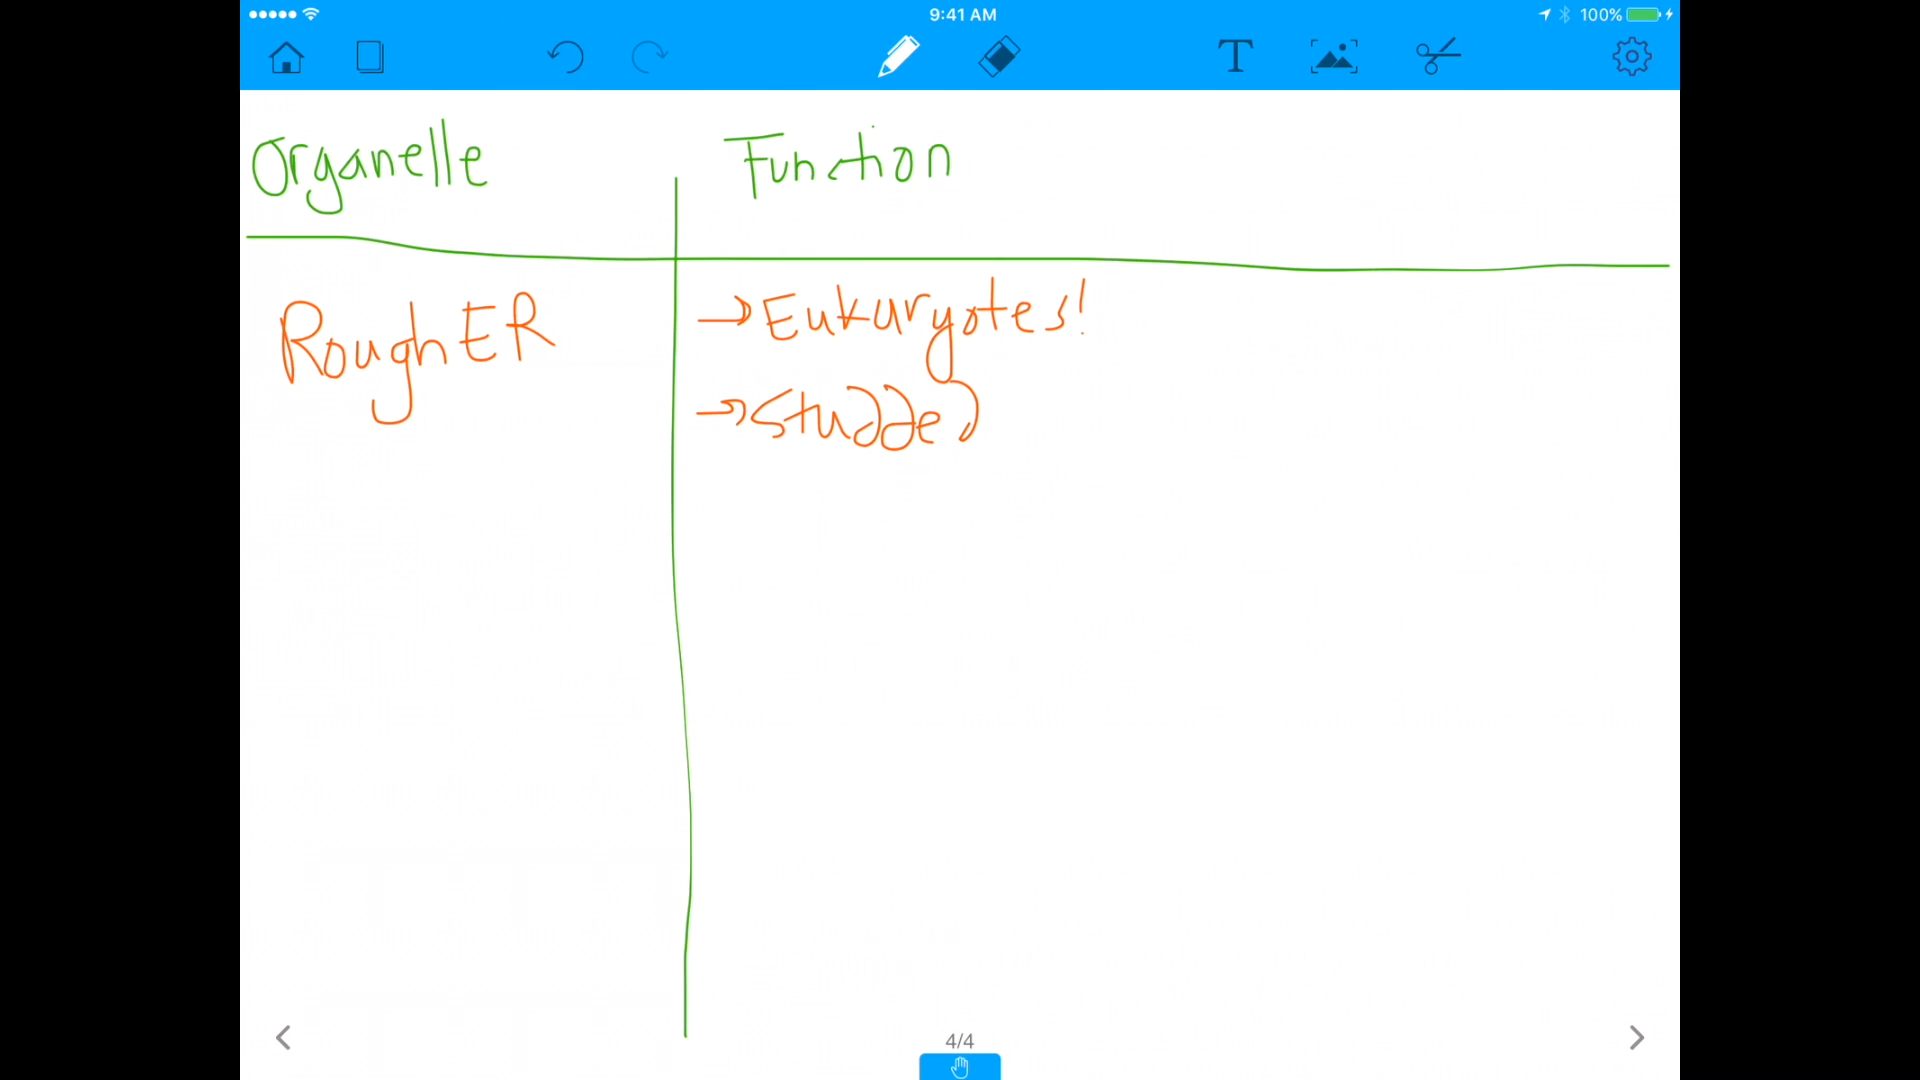 9:41 AM
100%
T
Organelle
Function
Rough ER
→Eukaryotes!
→studded
4/4